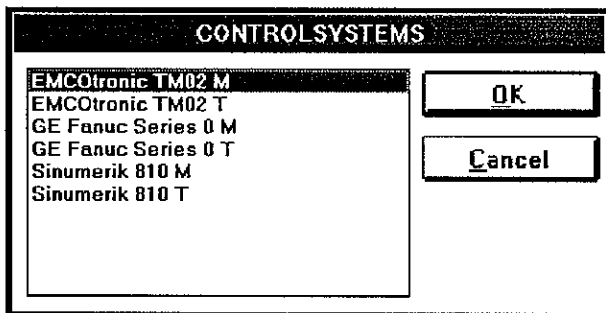 CONTROLSYSTEMS
EMCOtronic TM02 M
EMCOtronic TM02 T
GE Fanuc Series 0 M
GE Fanuc Series 0 T
Sinumerik 810 M
Sinumerik 810 T
OK
Cancel